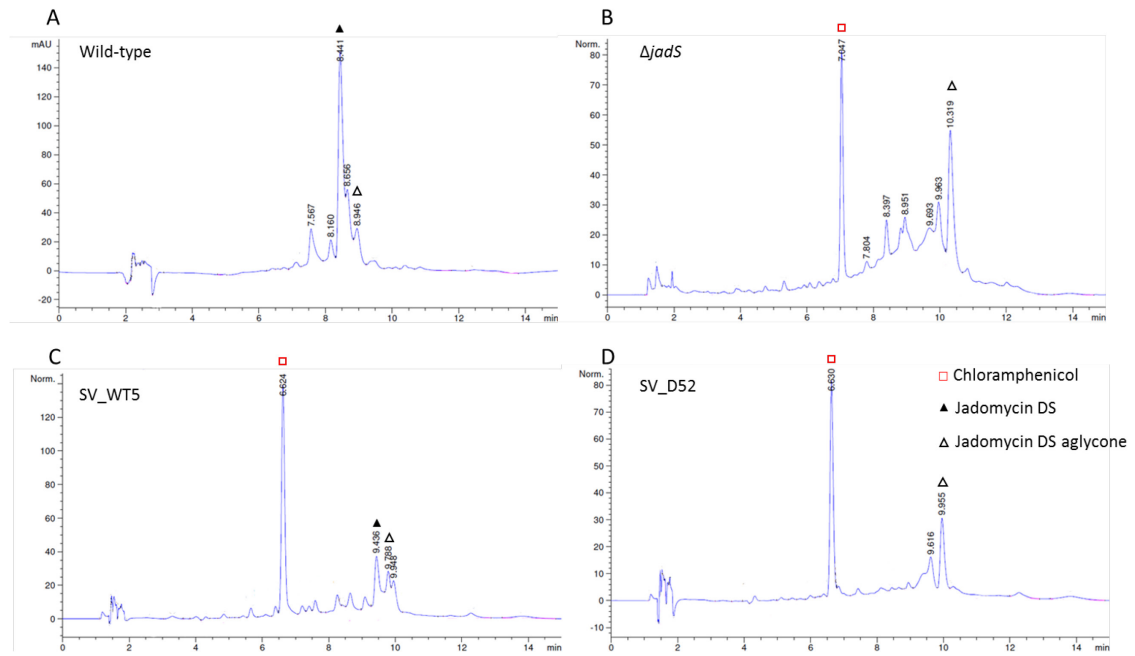 A
mAU
Wild-type
140
120
100
80
60
40
20
0
-20
7.567
8.160
8.441
8.656
8.946
0 2 4 6 8 10 12 14 min
B
Norm.
ΔjadS
80
70
60
50
40
30
20
10
0
7.047
7.804
8.397
8.951
9.693
9.963
10.319
0 2 4 6 8 10 12 14 min
C
Norm.
SV_WT5
120
100
80
60
40
20
0
6.624
9.436
9.788
9.948
0 2 4 6 8 10 12 14 min
D
Norm.
SV_D52
80
70
60
50
40
30
20
10
0
-10
6.630
9.616
9.955
0 2 4 6 8 10 12 14 min
Chloramphenicol
Jadomycin DS
Jadomycin DS aglycone